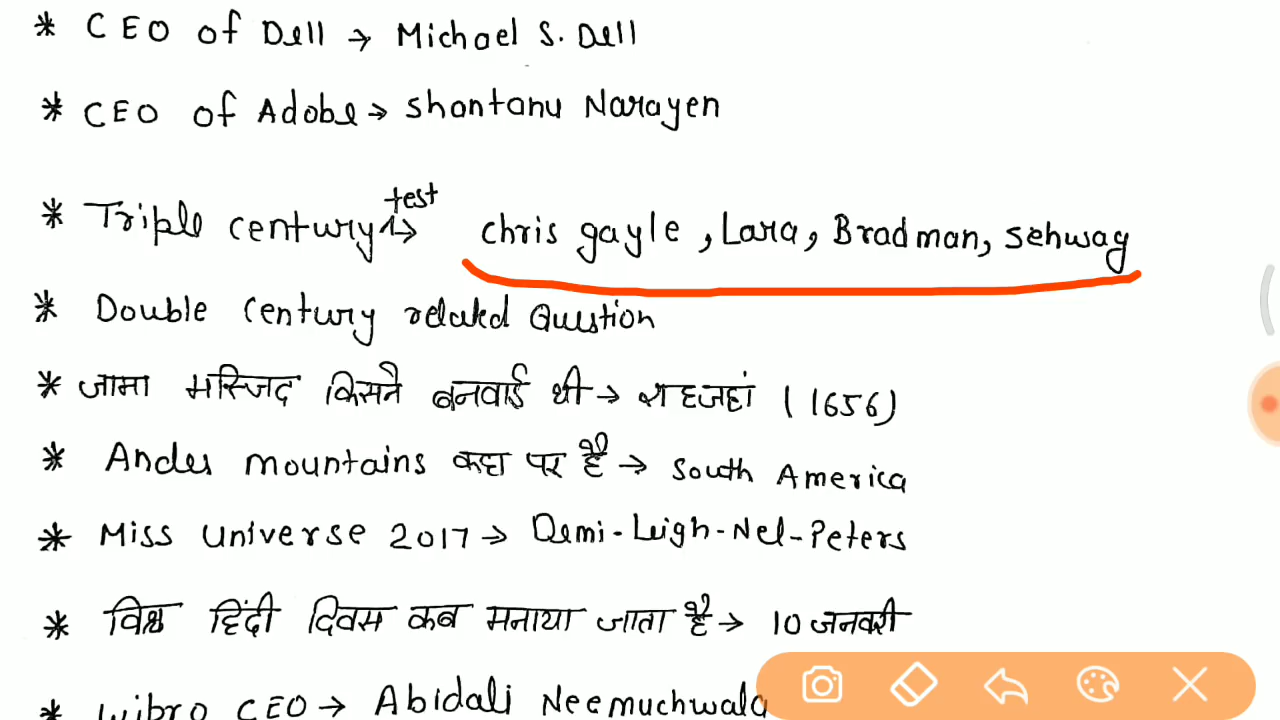 * CEO of Dell → Michael S. Dell
* CEO of Adobe → Shantanu Narayen
* Triple century test → chris gayle, Lara, Bradman, sehwag
* Double century related Question
* जामा मस्जिद किसने बनवाई थी → शाहजहां (1656)
* Andes mountains कहा पर है → south America
* Miss universe 2017 → Demi-Leigh-Nel-Peters
* विश्व हिंदी दिवस कब मनाया जाता है → 10 जनवरी
* Wibro CEO → Abidali Neemuchwala